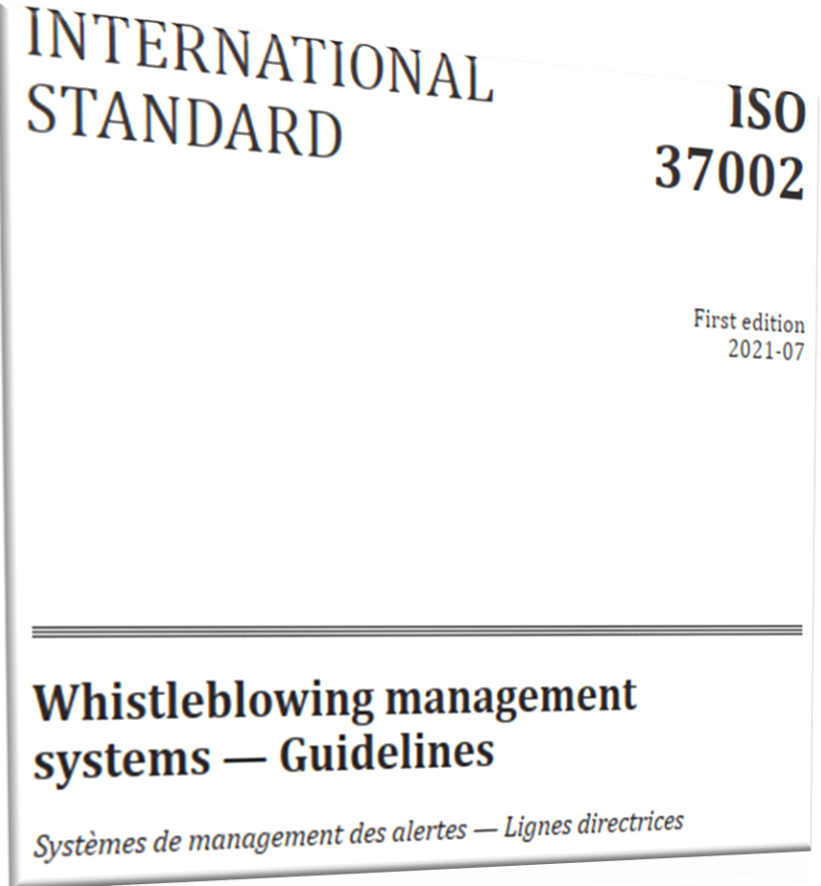 INTERNATIONAL
STANDARD
ISO
37002
First edition
2021-07
Whistleblowing management
systems — Guidelines
Systèmes de management des alertes — Lignes directrices